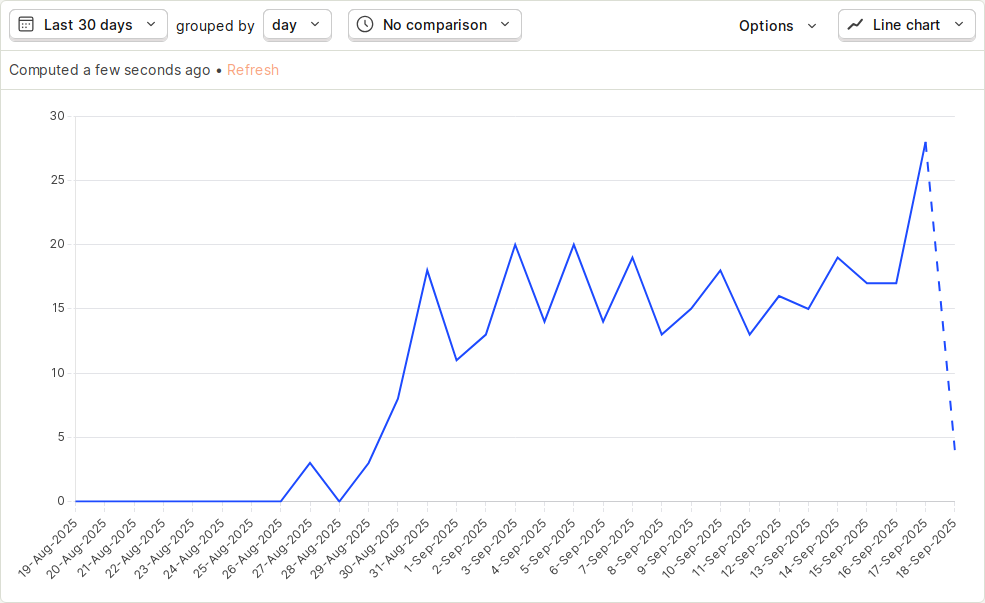 Last 30 days grouped by day No comparison Options Line chart
Computed a few seconds ago • Refresh
30
25
20
15
10
5
0
19-Aug-2025 20-Aug-2025 21-Aug-2025 22-Aug-2025 23-Aug-2025 24-Aug-2025 25-Aug-2025 26-Aug-2025 27-Aug-2025 28-Aug-2025 29-Aug-2025 30-Aug-2025 31-Aug-2025 1-Sep-2025 2-Sep-2025 3-Sep-2025 4-Sep-2025 5-Sep-2025 6-Sep-2025 7-Sep-2025 8-Sep-2025 9-Sep-2025 10-Sep-2025 11-Sep-2025 12-Sep-2025 13-Sep-2025 14-Sep-2025 15-Sep-2025 16-Sep-2025 17-Sep-2025 18-Sep-2025